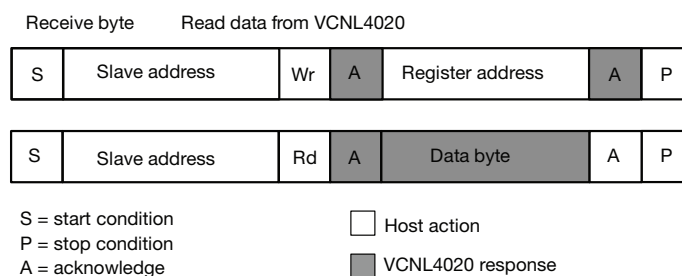 Receive byte Read data from VCNL4020
S Slave address Wr A Register address A P
S Slave address Rd A Data byte A P
S = start condition
P = stop condition
A = acknowledge
Host action
VCNL4020 response